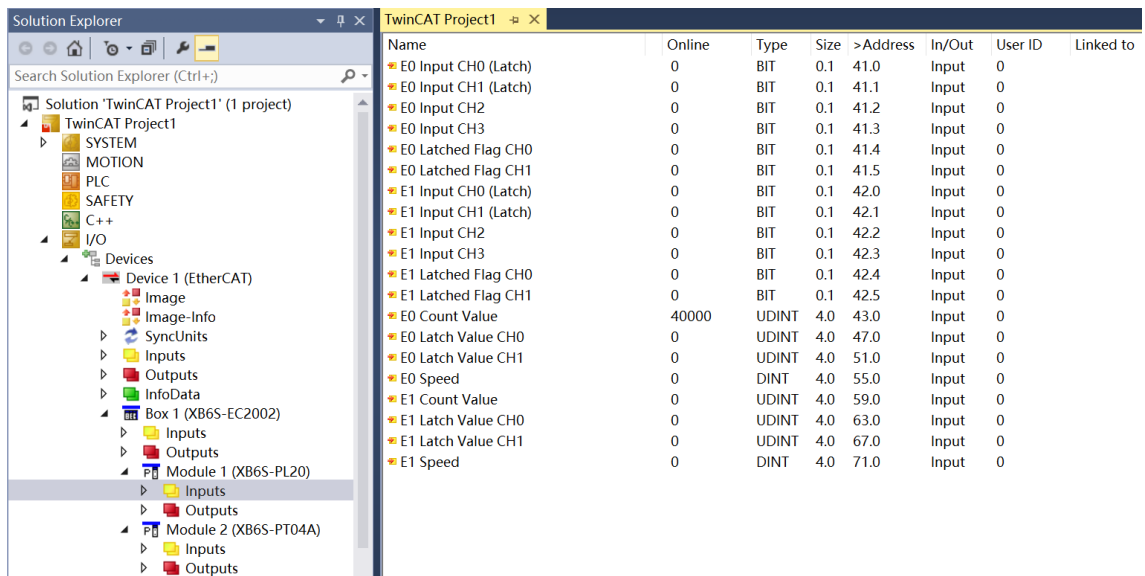 Solution Explorer
Search Solution Explorer (Ctrl+;)
Solution 'TwinCAT Project1' (1 project)
TwinCAT Project1
SYSTEM
MOTION
PLC
SAFETY
C++
I/O
Devices
Device 1 (EtherCAT)
Image
Image-Info
SyncUnits
Inputs
Outputs
InfoData
Box 1 (XB6S-EC2002)
Inputs
Outputs
Module 1 (XB6S-PL20)
Inputs
Outputs
Module 2 (XB6S-PT04A)
Inputs
Outputs
TwinCAT Project1
Name Online Type Size >Address In/Out User ID Linked to
E0 Input CH0 (Latch) 0 BIT 0.1 41.0 Input 0
E0 Input CH1 (Latch) 0 BIT 0.1 41.1 Input 0
E0 Input CH2 0 BIT 0.1 41.2 Input 0
E0 Input CH3 0 BIT 0.1 41.3 Input 0
E0 Latched Flag CH0 0 BIT 0.1 41.4 Input 0
E0 Latched Flag CH1 0 BIT 0.1 41.5 Input 0
E1 Input CH0 (Latch) 0 BIT 0.1 42.0 Input 0
E1 Input CH1 (Latch) 0 BIT 0.1 42.1 Input 0
E1 Input CH2 0 BIT 0.1 42.2 Input 0
E1 Input CH3 0 BIT 0.1 42.3 Input 0
E1 Latched Flag CH0 0 BIT 0.1 42.4 Input 0
E1 Latched Flag CH1 0 BIT 0.1 42.5 Input 0
E0 Count Value 40000 UDINT 4.0 43.0 Input 0
E0 Latch Value CH0 0 UDINT 4.0 47.0 Input 0
E0 Latch Value CH1 0 UDINT 4.0 51.0 Input 0
E0 Speed 0 DINT 4.0 55.0 Input 0
E1 Count Value 0 UDINT 4.0 59.0 Input 0
E1 Latch Value CH0 0 UDINT 4.0 63.0 Input 0
E1 Latch Value CH1 0 UDINT 4.0 67.0 Input 0
E1 Speed 0 DINT 4.0 71.0 Input 0